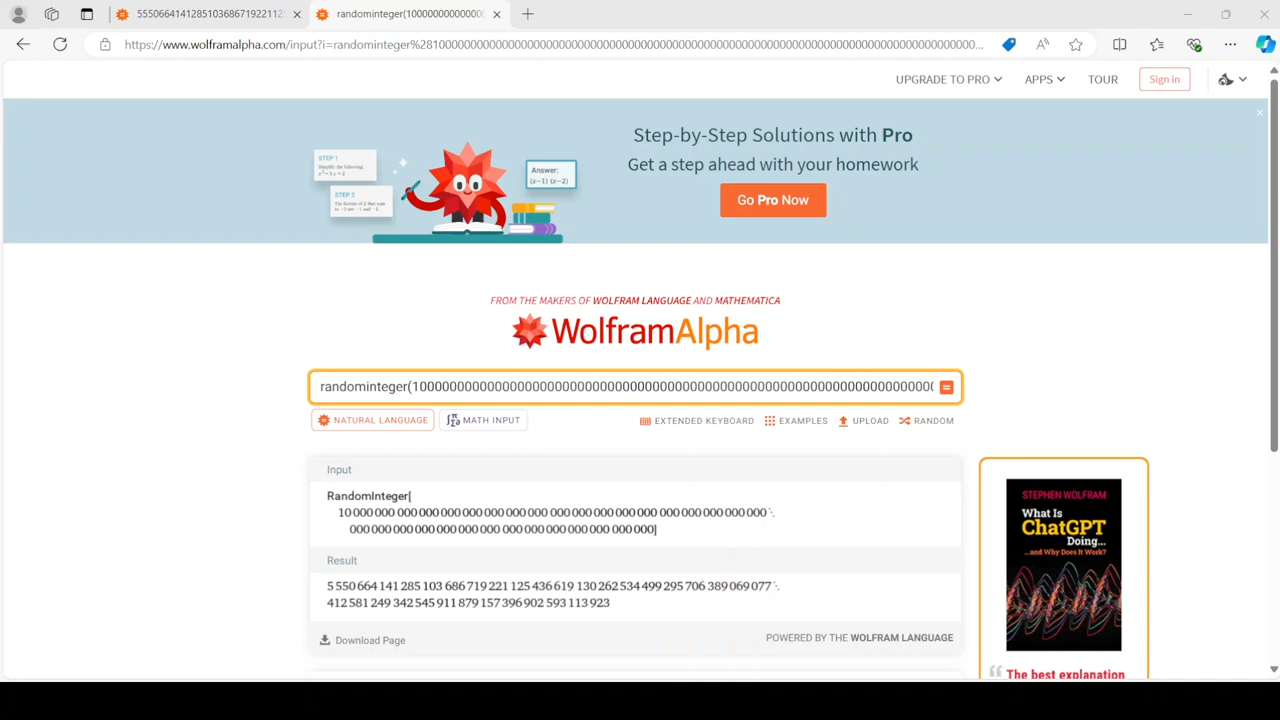 55506641412851036867192211​25
randominteger(1000000000000000
https://www.wolframalpha.com/input?i=randominteger%281000000000000000000000000000000000000000000000000000000000000000000000000000...
UPGRADE TO PRO
APPS
TOUR
Sign in
Step-by-Step Solutions with Pro
Get a step ahead with your homework
Go Pro Now
STEP 1
STEP 2
Answer:
(x−1) (x−2)
FROM THE MAKERS OF WOLFRAM LANGUAGE AND MATHEMATICA
WolframAlpha
randominteger(1000000000000000000000000000000000000000000000000000000000000000000000
NATURAL LANGUAGE
MATH INPUT
EXTENDED KEYBOARD
EXAMPLES
UPLOAD
RANDOM
Input
RandomInteger[
10 000 000 000 000 000 000 000 000 000 000 000 000 000 000 000 000 000 000 000 000⋱
000 000 000 000 000 000 000 000 000 000 000 000 000 000]
Result
5 550 664 141 285 103 686 719 221 125 436 619 130 262 534 499 295 706 389 069 077⋱
412 581 249 342 545 911 879 157 396 902 593 113 923
Download Page
POWERED BY THE WOLFRAM LANGUAGE
STEPHEN WOLFRAM
What Is
ChatGPT
Doing...
...and Why Does It Work?
The best explanation